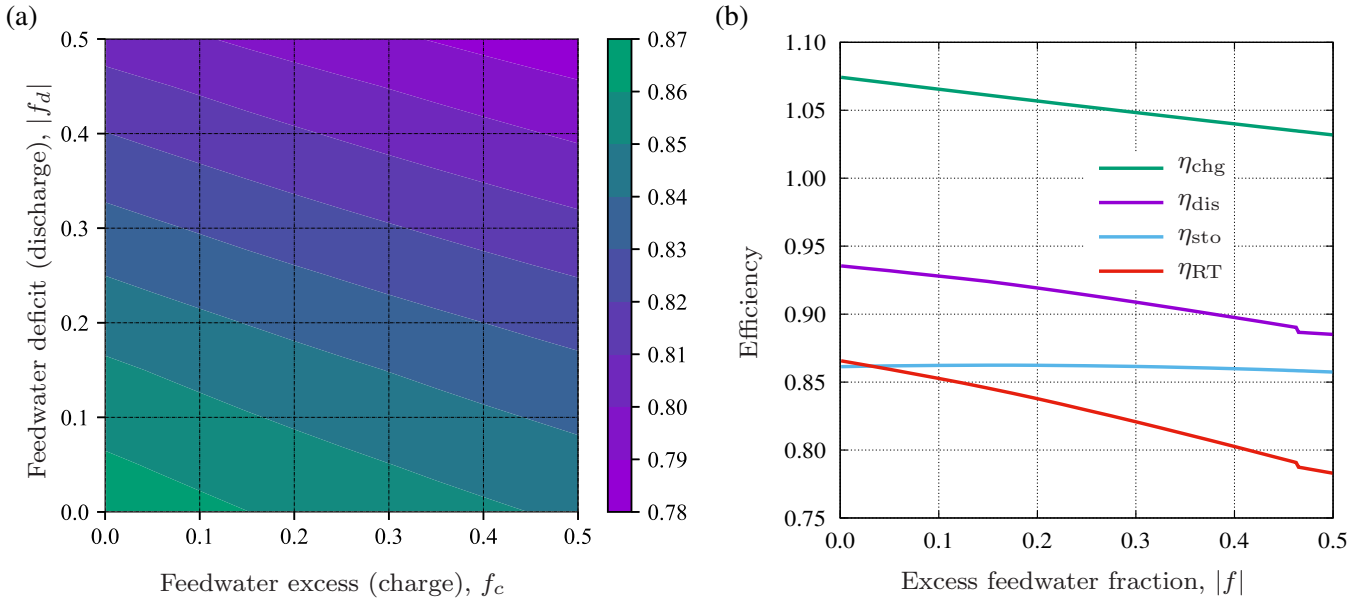 (a)
Feedwater deficit (discharge), |f_d|
0.5
0.4
0.3
0.2
0.1
0.0
0.0 0.1 0.2 0.3 0.4 0.5
Feedwater excess (charge), f_c
0.87
0.86
0.85
0.84
0.83
0.82
0.81
0.80
0.79
0.78
(b)
Efficiency
1.10
1.05
1.00
0.95
0.90
0.85
0.80
0.75
η_chg
η_dis
η_sto
η_RT
0.0 0.1 0.2 0.3 0.4 0.5
Excess feedwater fraction, |f|